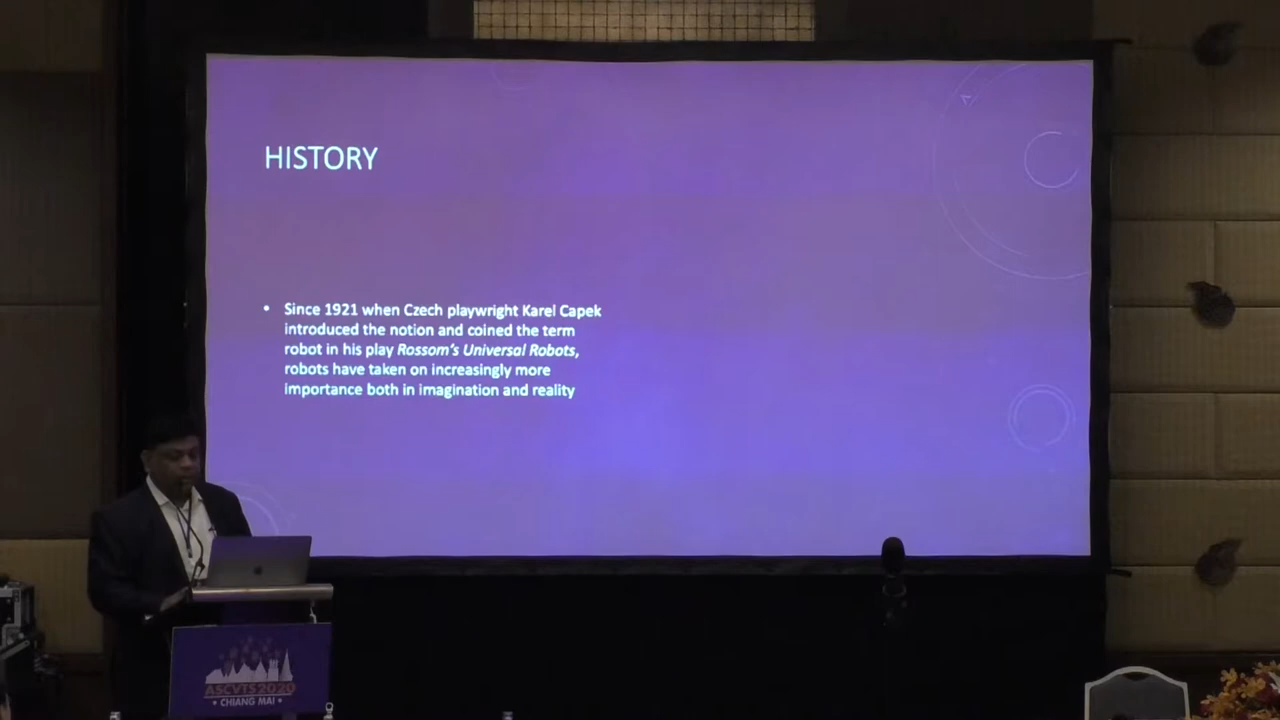 HISTORY
• Since 1921 when Czech playwright Karel Capek
introduced the notion and coined the term
robot in his play Rossom's Universal Robots,
robots have taken on increasingly more
importance both in imagination and reality
ASCVTS2020
• CHIANG MAI •